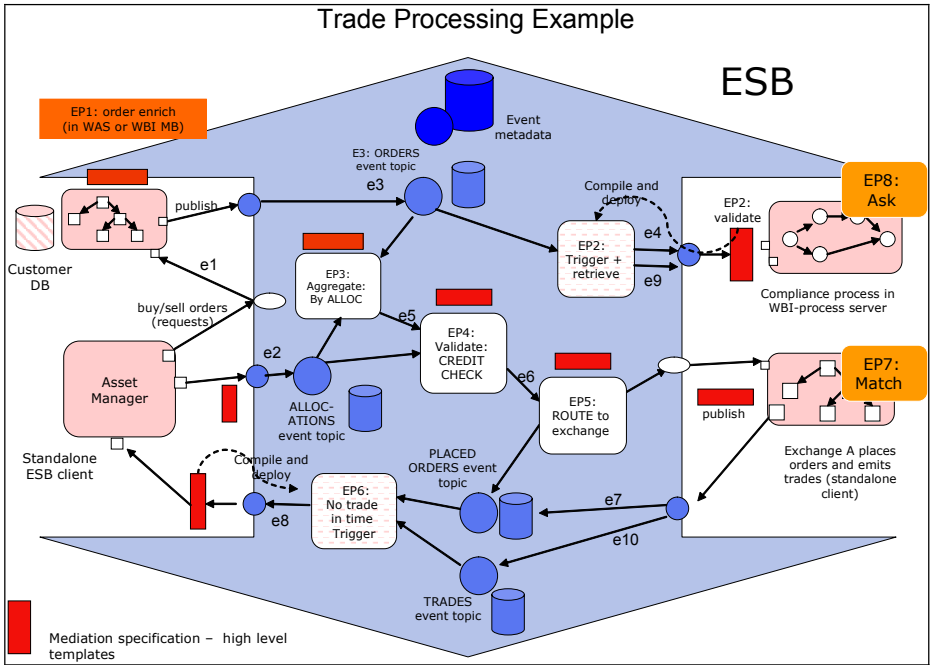 Trade Processing Example
ESB
EP1: order enrich
(in WAS or WBI MB)
Event
metadata
E3: ORDERS
event topic
e3
publish
Customer
DB
e1
buy/sell orders
(requests)
Compile and
deploy
EP2:
validate
EP8:
Ask
EP2:
Trigger +
retrieve
e4
e9
Compliance process in
WBI-process server
EP3:
Aggregate:
By ALLOC
e5
EP4:
Validate:
CREDIT
CHECK
e6
EP5:
ROUTE to
exchange
EP7:
Match
publish
Exchange A places
orders and emits
trades (standalone
client)
Asset
Manager
e2
ALLOC-
ATIONS
event topic
Standalone
ESB client
Compile and
deploy
PLACED
ORDERS event
topic
EP6:
No trade
in time
Trigger
e8
e7
e10
TRADES
event topic
Mediation specification – high level
templates